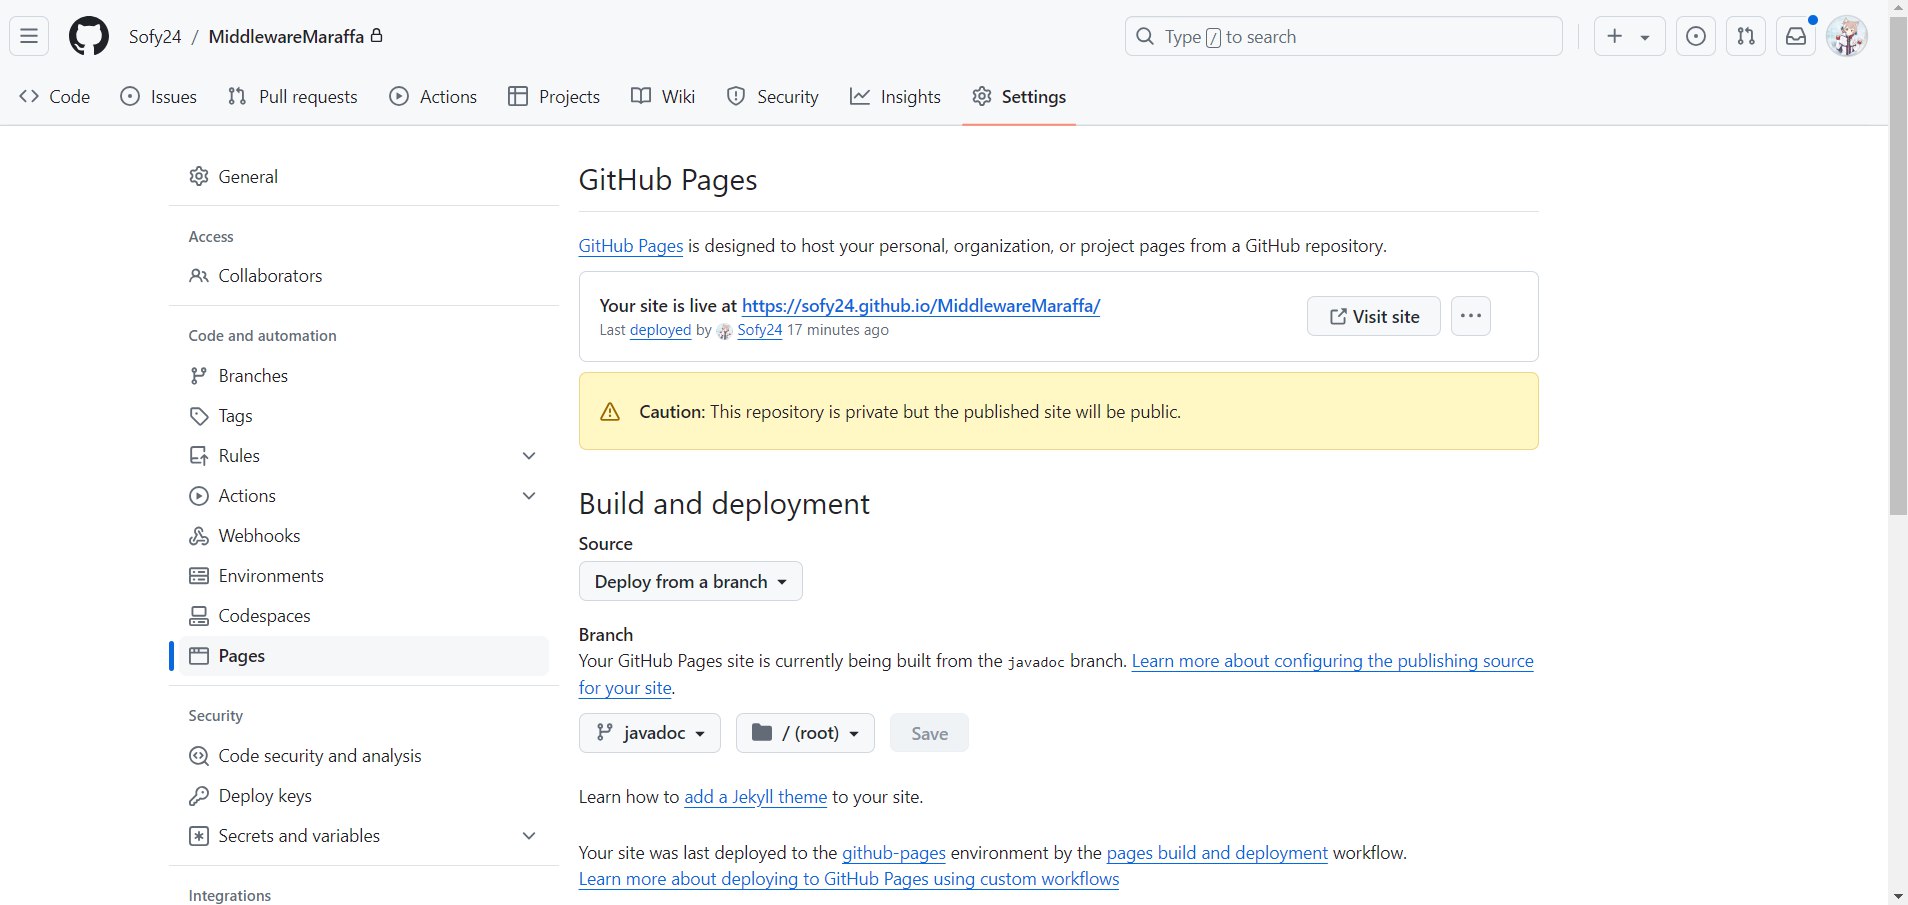 Sofy24 / MiddlewareMaraffa
Type / to search
Code
Issues
Pull requests
Actions
Projects
Wiki
Security
Insights
Settings
General
Access
Collaborators
Code and automation
Branches
Tags
Rules
Actions
Webhooks
Environments
Codespaces
Pages
Security
Code security and analysis
Deploy keys
Secrets and variables
Integrations
GitHub Pages
GitHub Pages is designed to host your personal, organization, or project pages from a GitHub repository.
Your site is live at https://sofy24.github.io/MiddlewareMaraffa/
Last deployed by Sofy24 17 minutes ago
Visit site
Caution: This repository is private but the published site will be public.
Build and deployment
Source
Deploy from a branch
Branch
Your GitHub Pages site is currently being built from the javadoc branch. Learn more about configuring the publishing source
for your site.
javadoc
/ (root)
Save
Learn how to add a Jekyll theme to your site.
Your site was last deployed to the github-pages environment by the pages build and deployment workflow.
Learn more about deploying to GitHub Pages using custom workflows